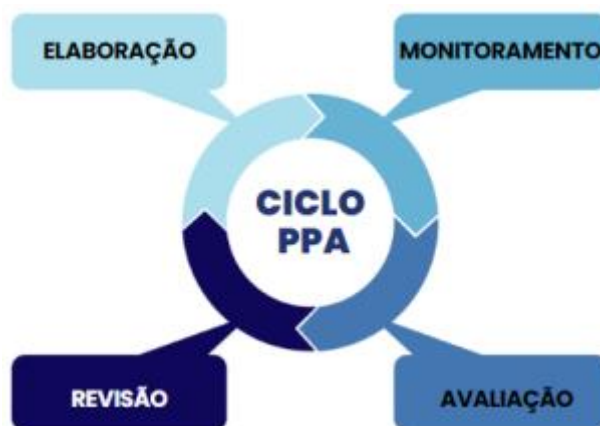 ELABORAÇÃO
MONITORAMENTO
CICLO
PPA
REVISÃO
AVALIAÇÃO